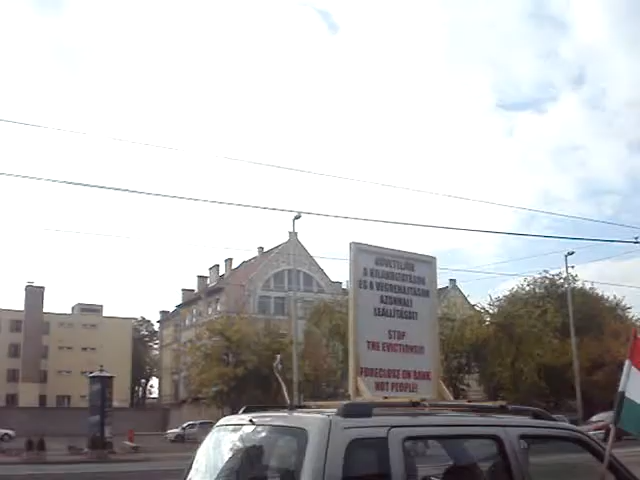 KÖVETELJÜK
A KILAKOLTATÁSOK
ÉS A VÉGREHAJTÁSOK
AZONNALI
LEÁLLÍTÁSÁT!
STOP
THE EVICTIONS!!!
FORECLOSE ON BANK
NOT PEOPLE!